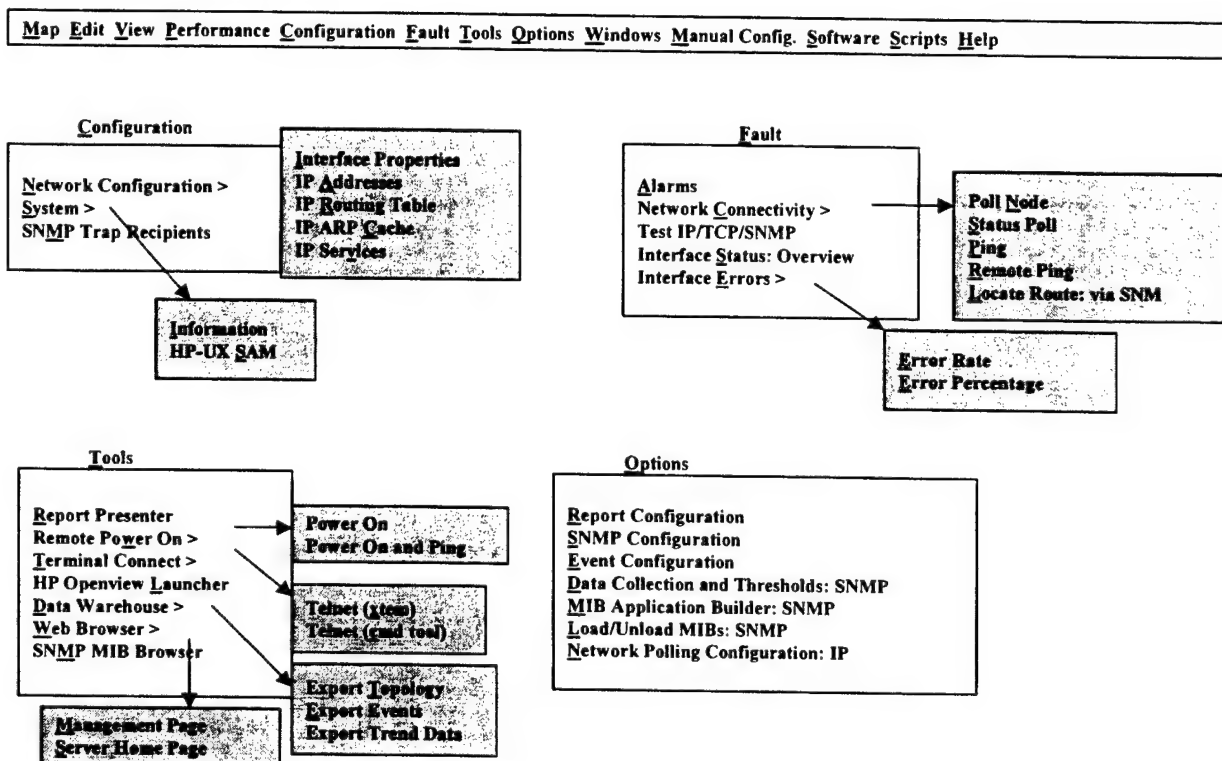 Map Edit View Performance Configuration Fault Tools Options Windows Manual Config. Software Scripts Help
Configuration
Network Configuration >
System >
SNMP Trap Recipients
Interface Properties
IP Addresses
IP Routing Table
IP ARP Cache
IP Services
Information
HP-UX SAM
Fault
Alarms
Network Connectivity >
Test IP/TCP/SNMP
Interface Status: Overview
Interface Errors >
Poll Node
Status Poll
Ping
Remote Ping
Locate Route: via SNM
Error Rate
Error Percentage
Tools
Report Presenter
Remote Power On >
Terminal Connect >
HP Openview Launcher
Data Warehouse >
Web Browser >
SNMP MIB Browser
Power On
Power On and Ping
Telnet (xtem)
Telnet (cmd tool)
Export Topology
Export Events
Export Trend Data
Management Page
Server Home Page
Options
Report Configuration
SNMP Configuration
Event Configuration
Data Collection and Thresholds: SNMP
MIB Application Builder: SNMP
Load/Unload MIBs: SNMP
Network Polling Configuration: IP